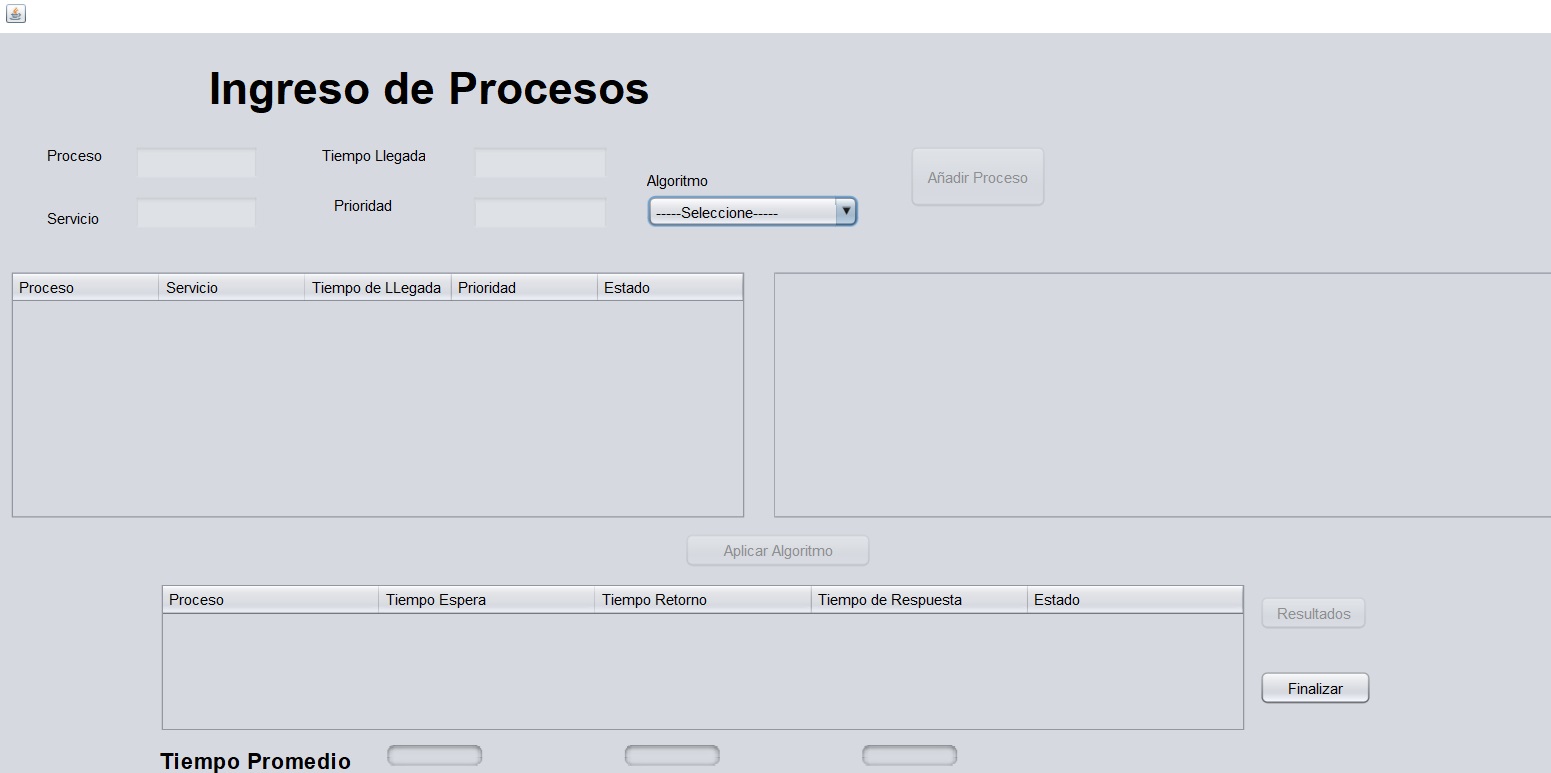 Ingreso de Procesos
Proceso
Tiempo Llegada
Algoritmo
Añadir Proceso
Servicio
Prioridad
-----Seleccione-----
Proceso Servicio Tiempo de LLegada Prioridad Estado
Aplicar Algoritmo
Proceso Tiempo Espera Tiempo Retorno Tiempo de Respuesta Estado
Resultados
Finalizar
Tiempo Promedio